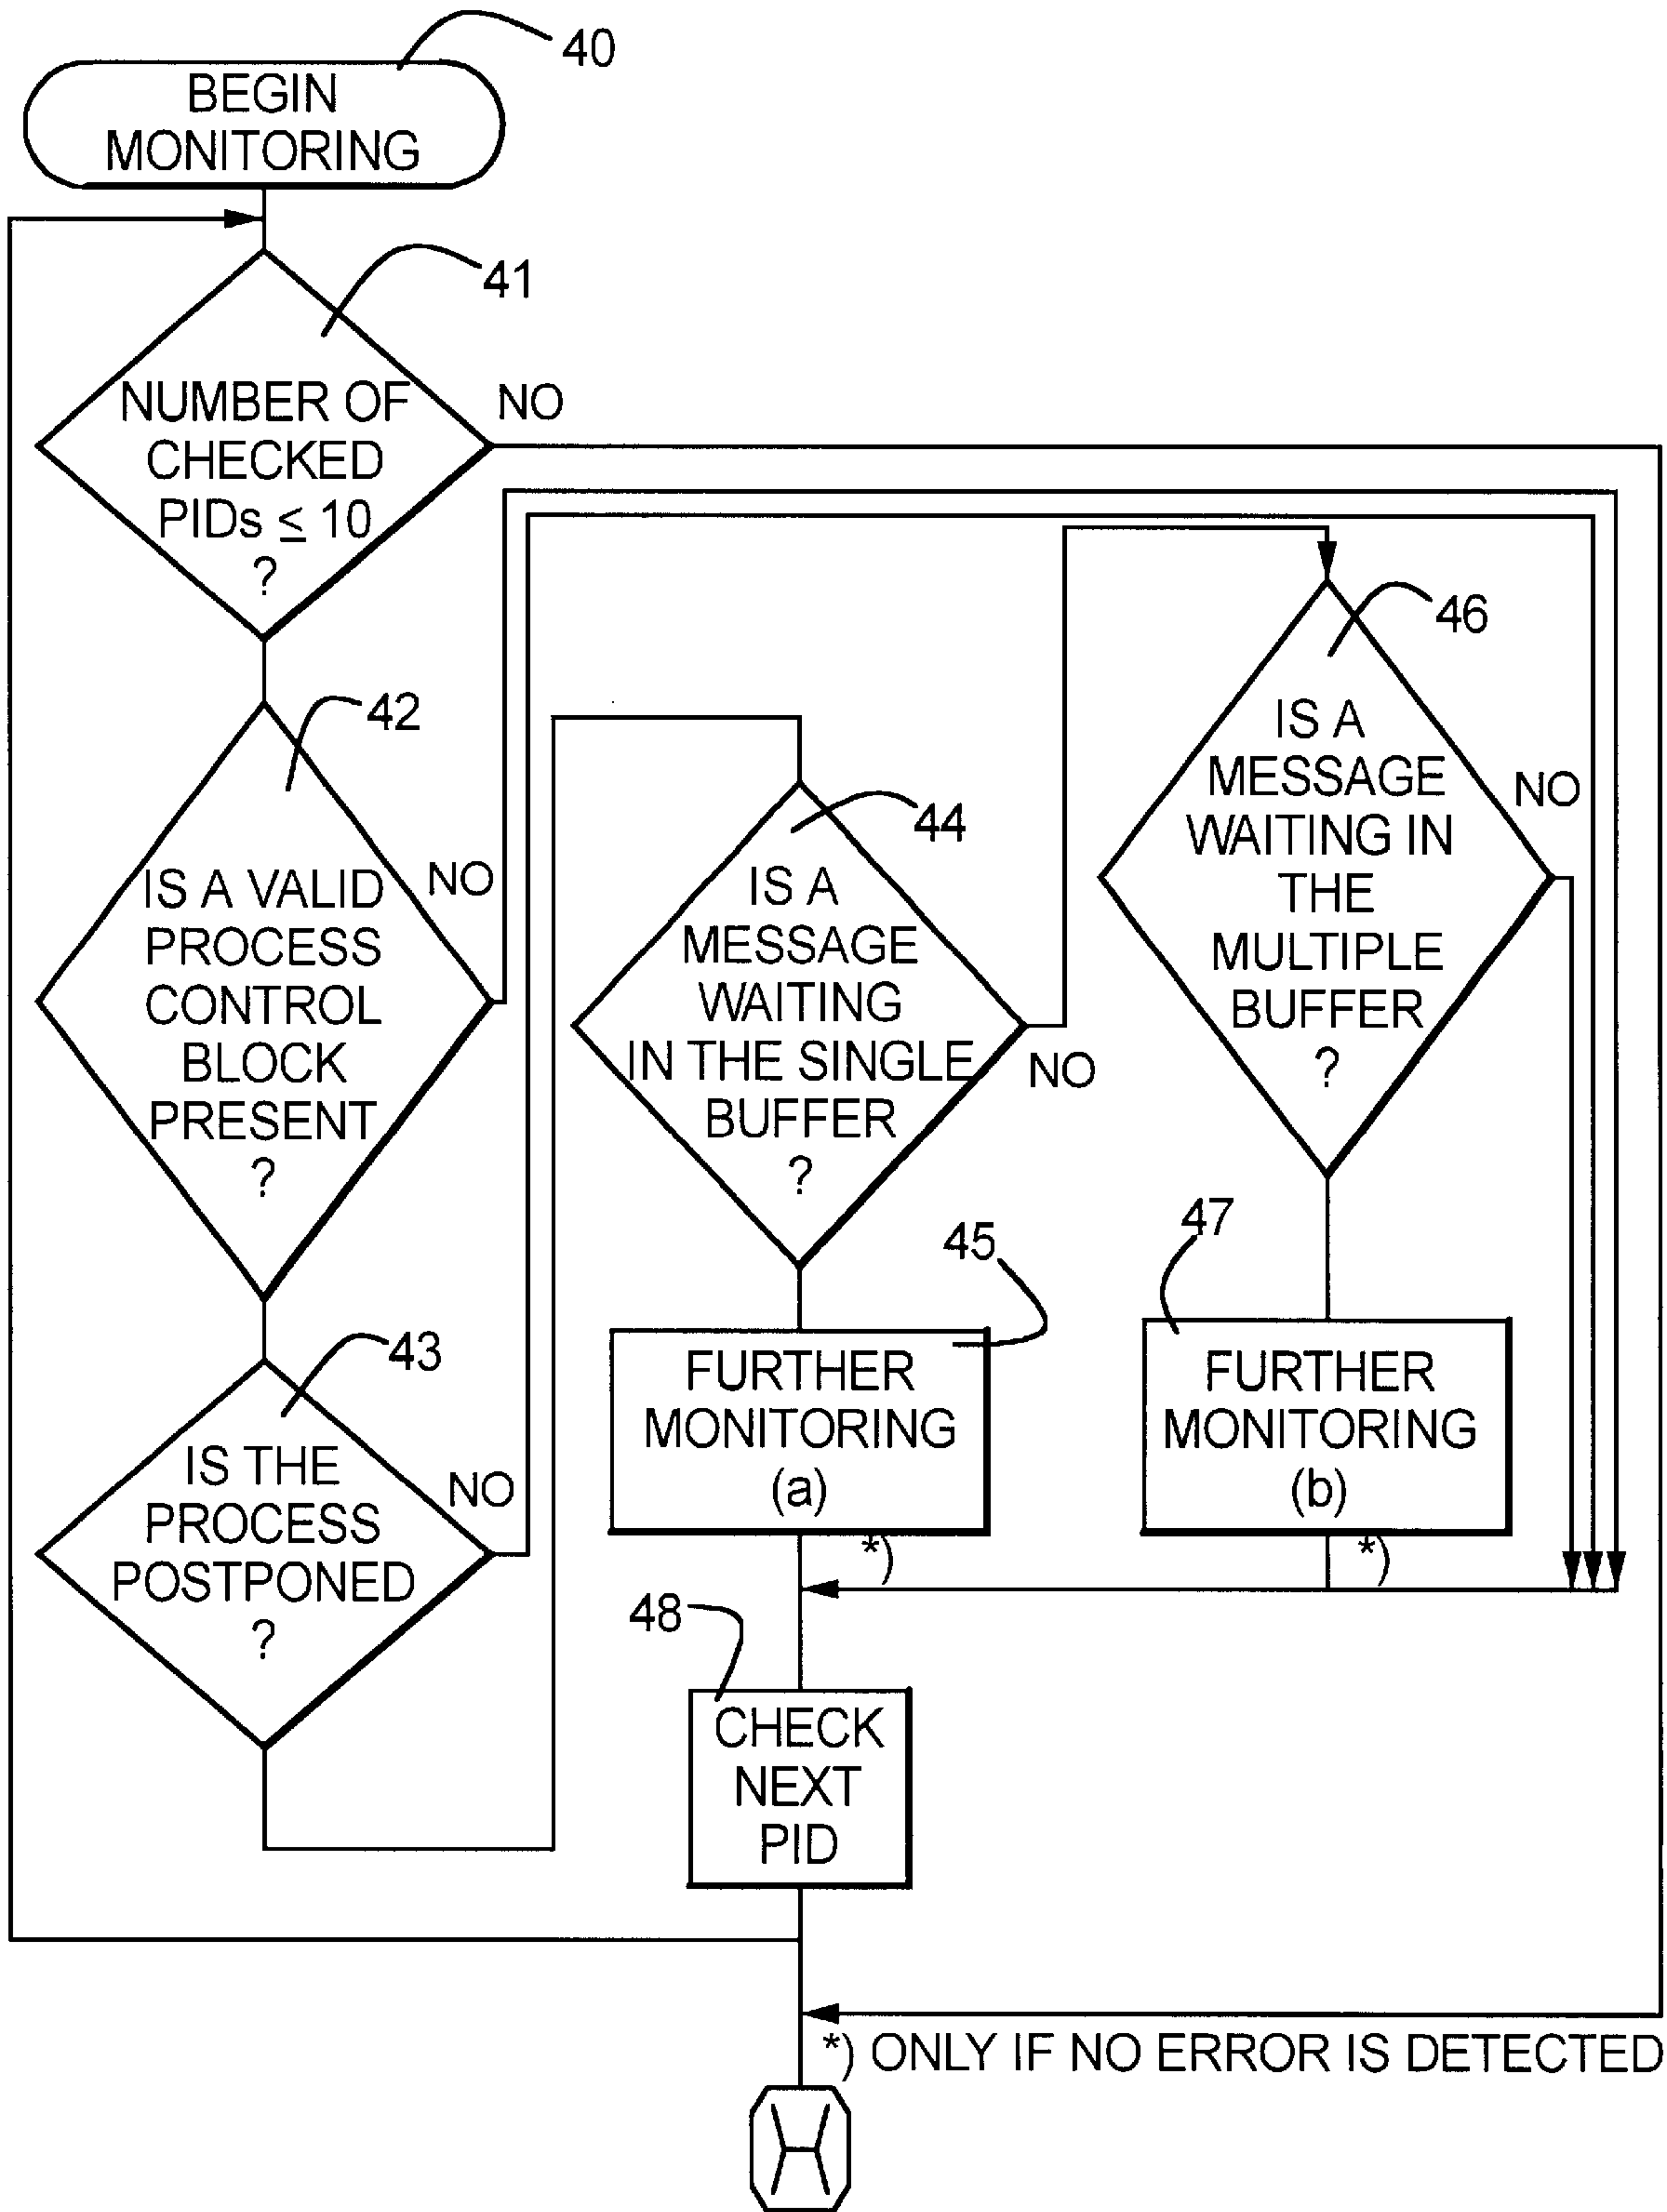 40
BEGIN
MONITORING
41
NUMBER OF
CHECKED
PIDs ≤ 10
?
NO
42
IS A VALID
PROCESS
CONTROL
BLOCK
PRESENT
?
NO
43
IS THE
PROCESS
POSTPONED
?
NO
44
IS A
MESSAGE
WAITING
IN THE SINGLE
BUFFER
?
NO
45
FURTHER
MONITORING
(a)
*)
46
IS A
MESSAGE
WAITING IN
THE
MULTIPLE
BUFFER
?
NO
47
FURTHER
MONITORING
(b)
*)
48
CHECK
NEXT
PID
*) ONLY IF NO ERROR IS DETECTED